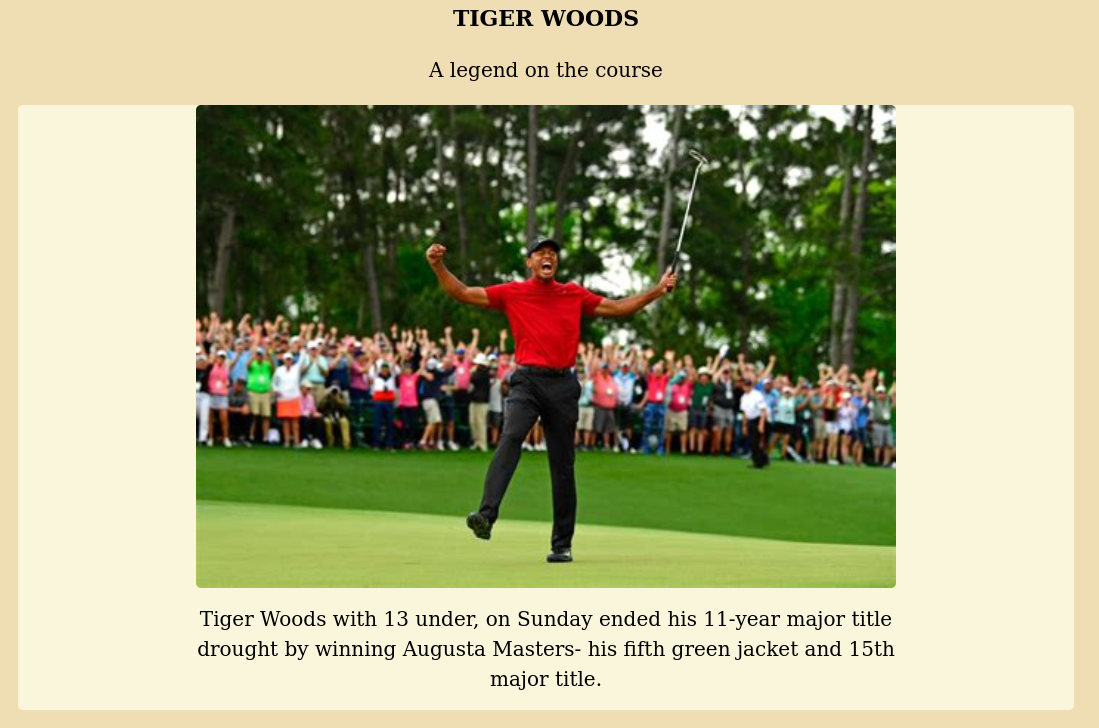 TIGER WOODS
A legend on the course
Tiger Woods with 13 under, on Sunday ended his 11-year major title
drought by winning Augusta Masters- his fifth green jacket and 15th
major title.